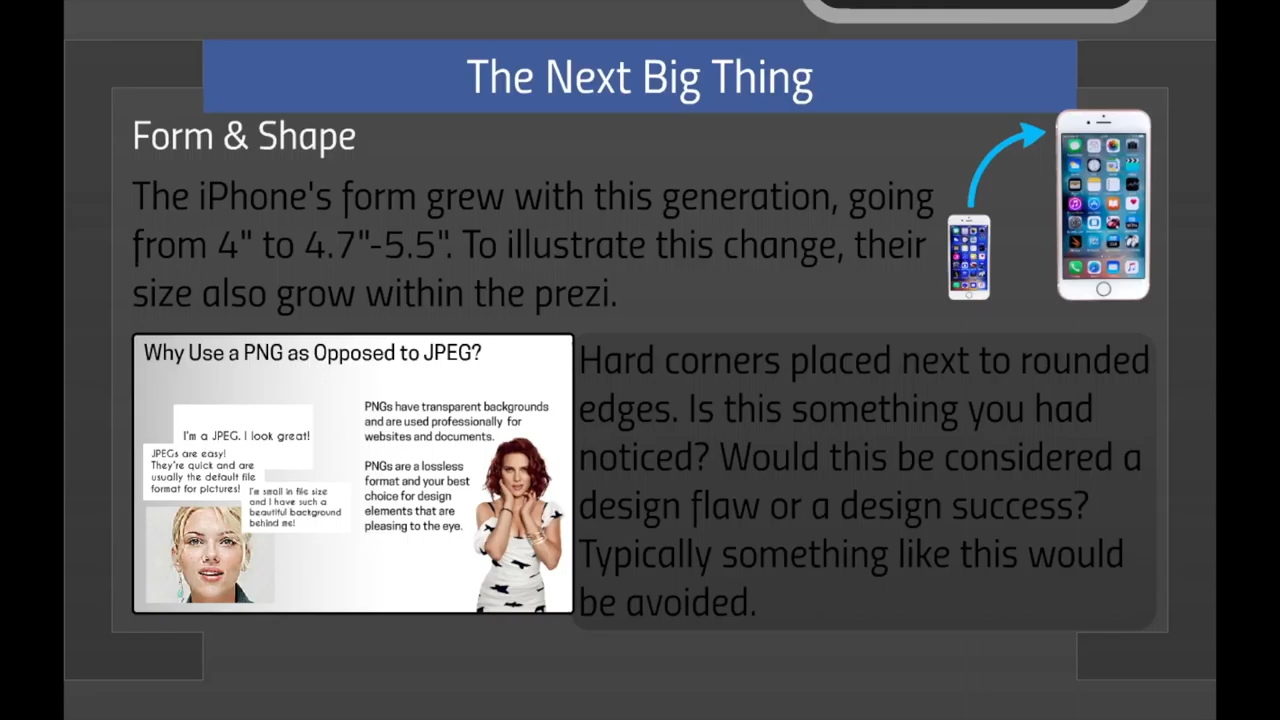 The Next Big Thing
Form & Shape
The iPhone's form grew with this generation, going
from 4" to 4.7"-5.5". To illustrate this change, their
size also grow within the prezi.
Why Use a PNG as Opposed to JPEG?
I'm a JPEG. I look great!
JPEGs are easy!
They're quick and are
usually the default file
format for pictures!
I'm small in file size
and I have such a
beautiful background
behind me!
PNGs have transparent backgrounds
and are used professionally for
websites and documents.
PNGs are a lossless
format and your best
choice for design
elements that are
pleasing to the eye.
Hard corners placed next to rounded
edges. Is this something you had
noticed? Would this be considered a
design flaw or a design success?
Typically something like this would
be avoided.